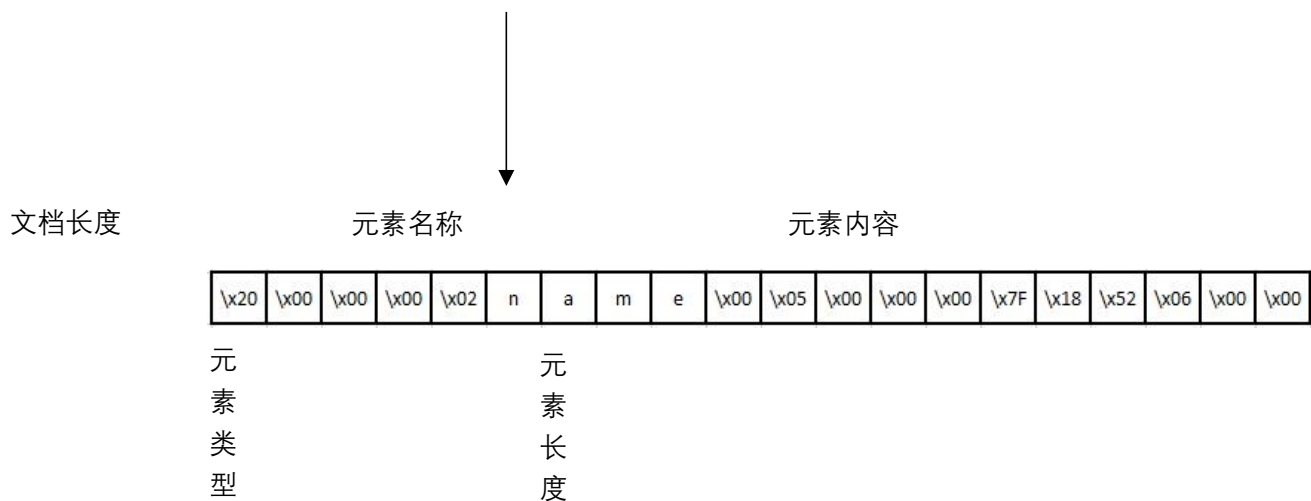 文档长度 元素名称 元素内容
\x20 \x00 \x00 \x00 \x02 n a m e \x00 \x05 \x00 \x00 \x00 \x7F \x18 \x52 \x06 \x00 \x00
元素类型 元素长度